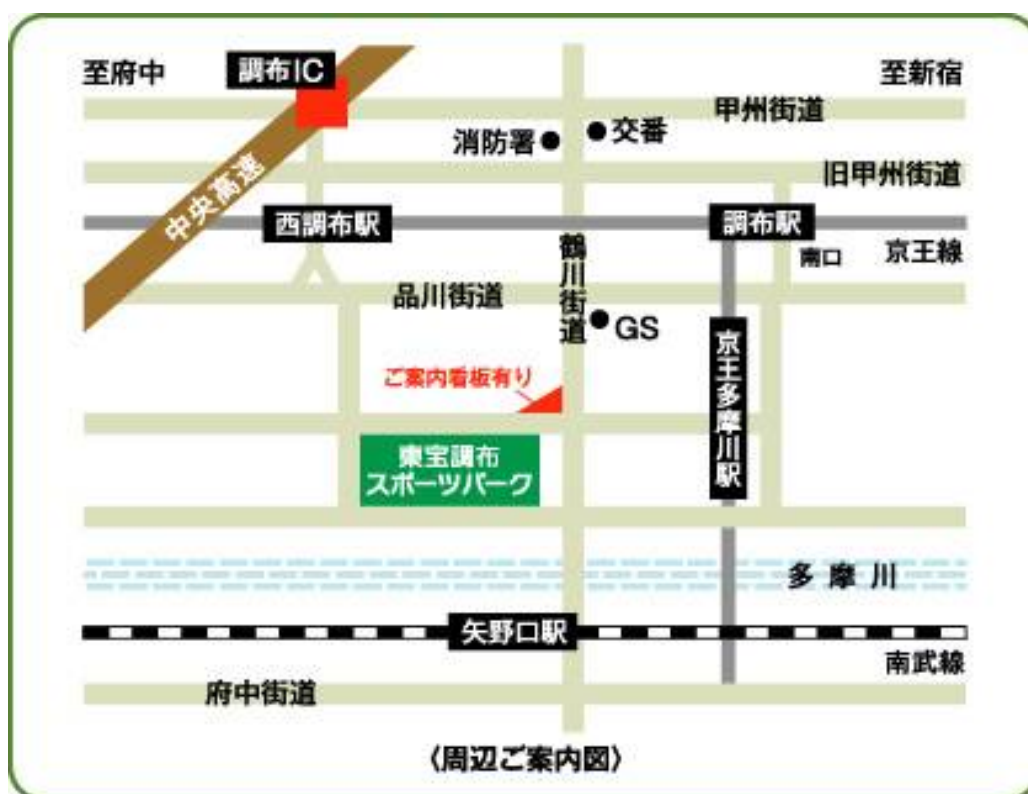 至府中
調布IC
至新宿
甲州街道
消防署
交番
旧甲州街道
中央高速
西調布駅
調布駅
鶴川街道
南口
京王線
品川街道
GS
京王多摩川駅
ご案内看板有り
東宝調布
スポーツパーク
多摩川
矢野口駅
南武線
府中街道
〈周辺ご案内図〉